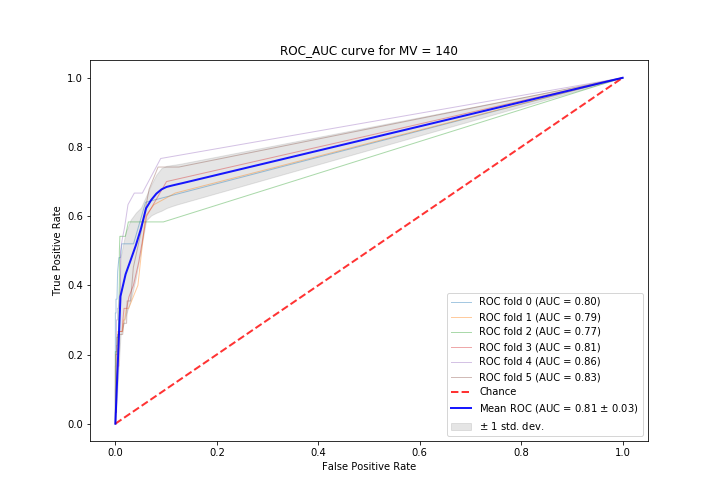 ROC_AUC curve for MV = 140
True Positive Rate
1.0
0.8
0.6
0.4
0.2
0.0
ROC fold 0 (AUC = 0.80)
ROC fold 1 (AUC = 0.79)
ROC fold 2 (AUC = 0.77)
ROC fold 3 (AUC = 0.81)
ROC fold 4 (AUC = 0.86)
ROC fold 5 (AUC = 0.83)
Chance
Mean ROC (AUC = 0.81 ± 0.03)
± 1 std. dev.
0.0 0.2 0.4 0.6 0.8 1.0
False Positive Rate